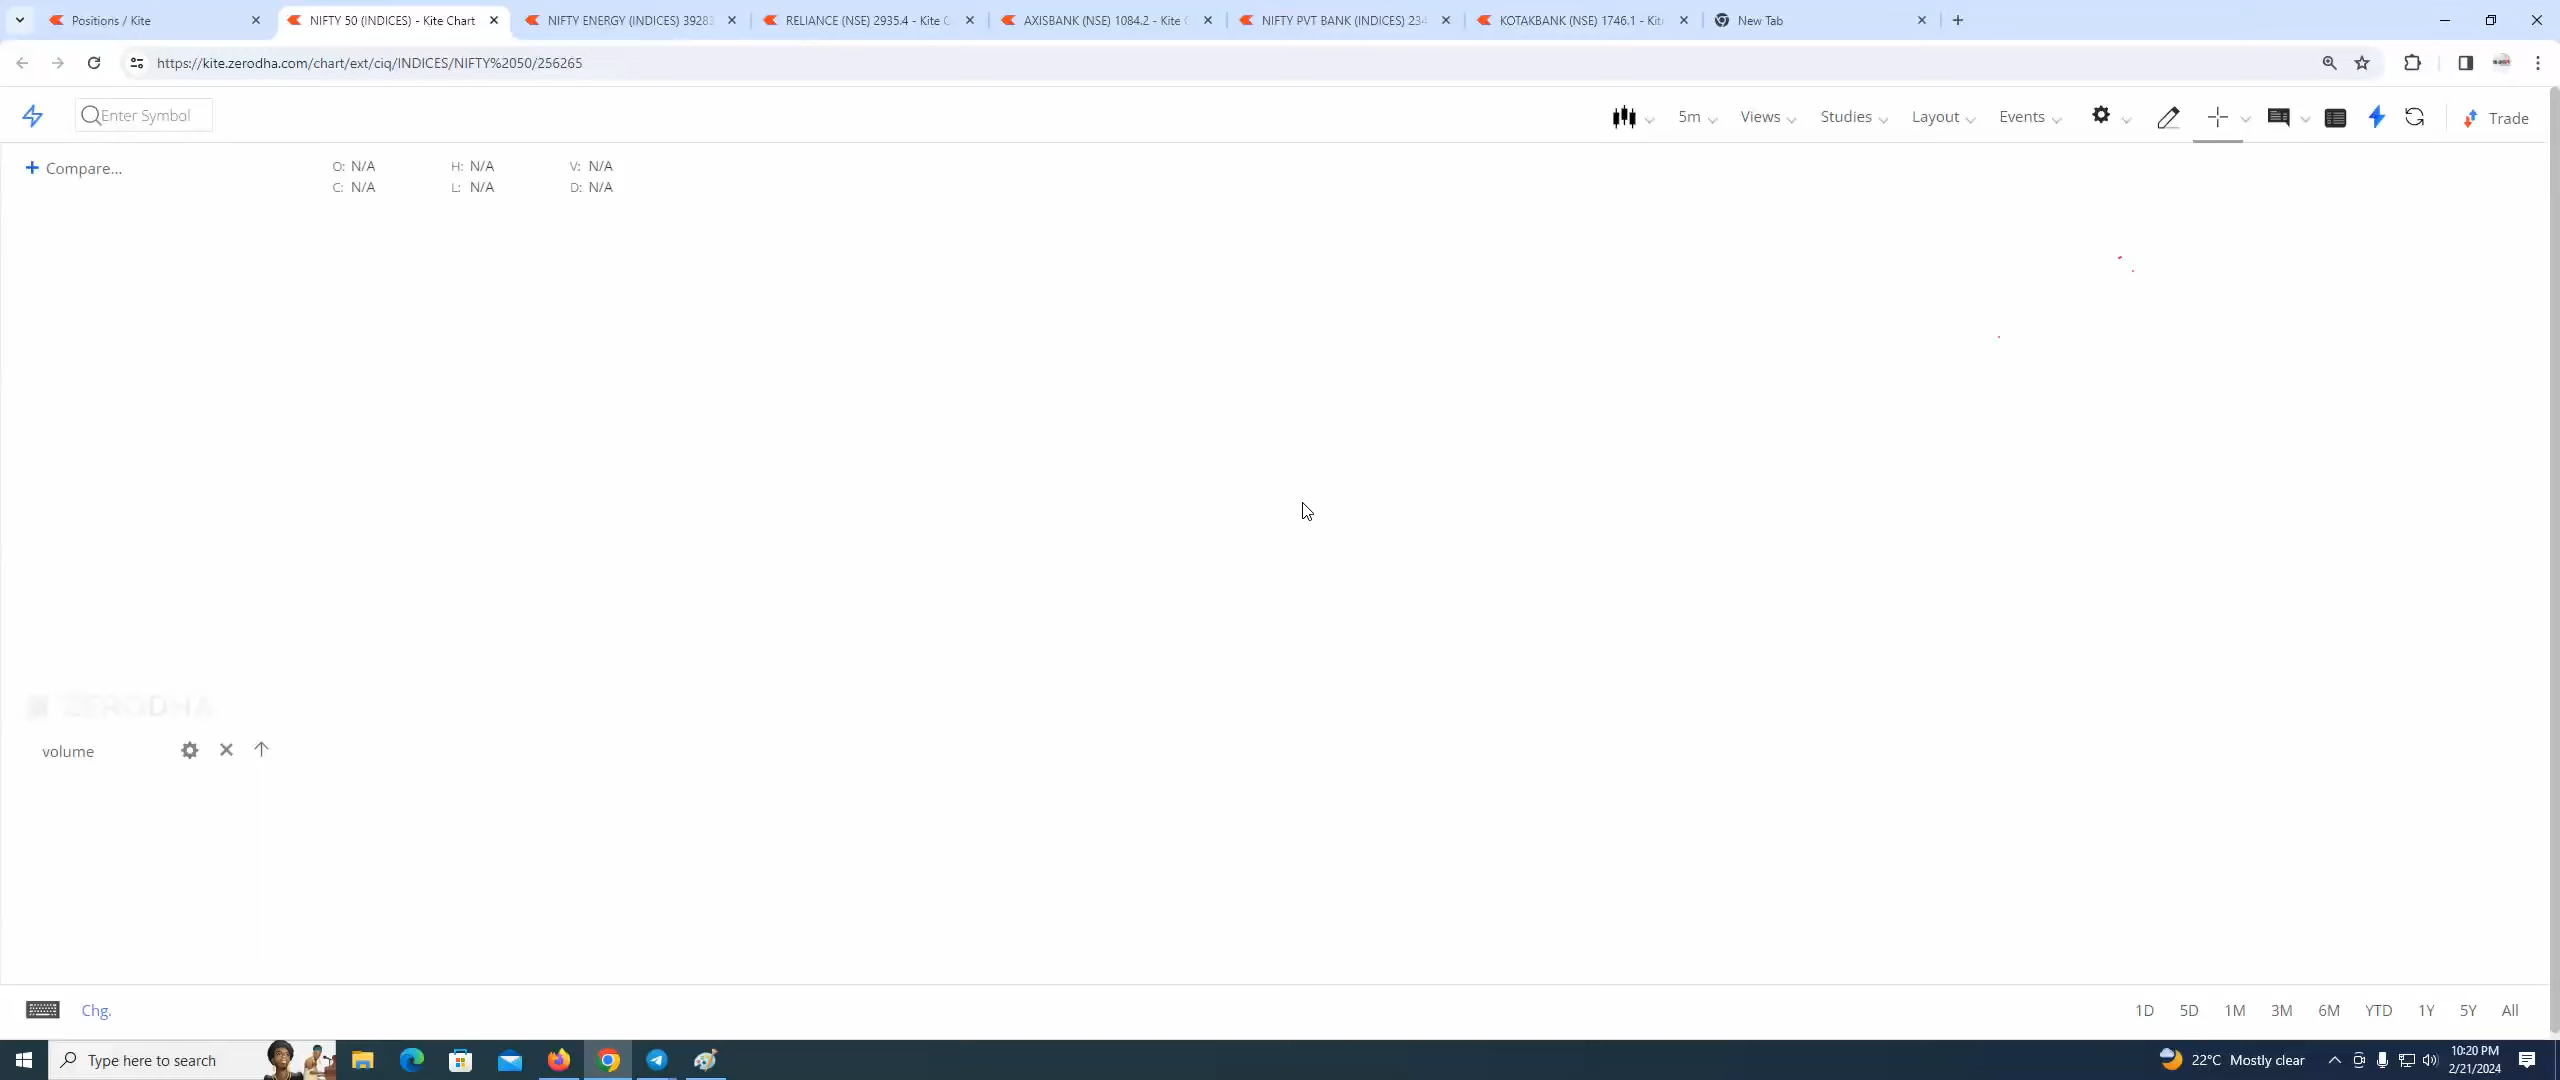 Positions / Kite
NIFTY 50 (INDICES) - Kite Chart
NIFTY ENERGY (INDICES) 3928
RELIANCE (NSE) 2935.4 - Kite C
AXISBANK (NSE) 1084.2 - Kite
NIFTY PVT BANK (INDICES) 234
KOTAKBANK (NSE) 1746.1 - Kit
New Tab
https://kite.zerodha.com/chart/ext/ciq/INDICES/NIFTY%2050/256265
Enter Symbol
5m
Views
Studies
Layout
Events
Trade
+ Compare...
O: N/A H: N/A V: N/A
C: N/A L: N/A D: N/A
ZERODHA
volume
Chg.
1D 5D 1M 3M 6M YTD 1Y 5Y All
Type here to search
22°C Mostly clear
10:20 PM
2/21/2024